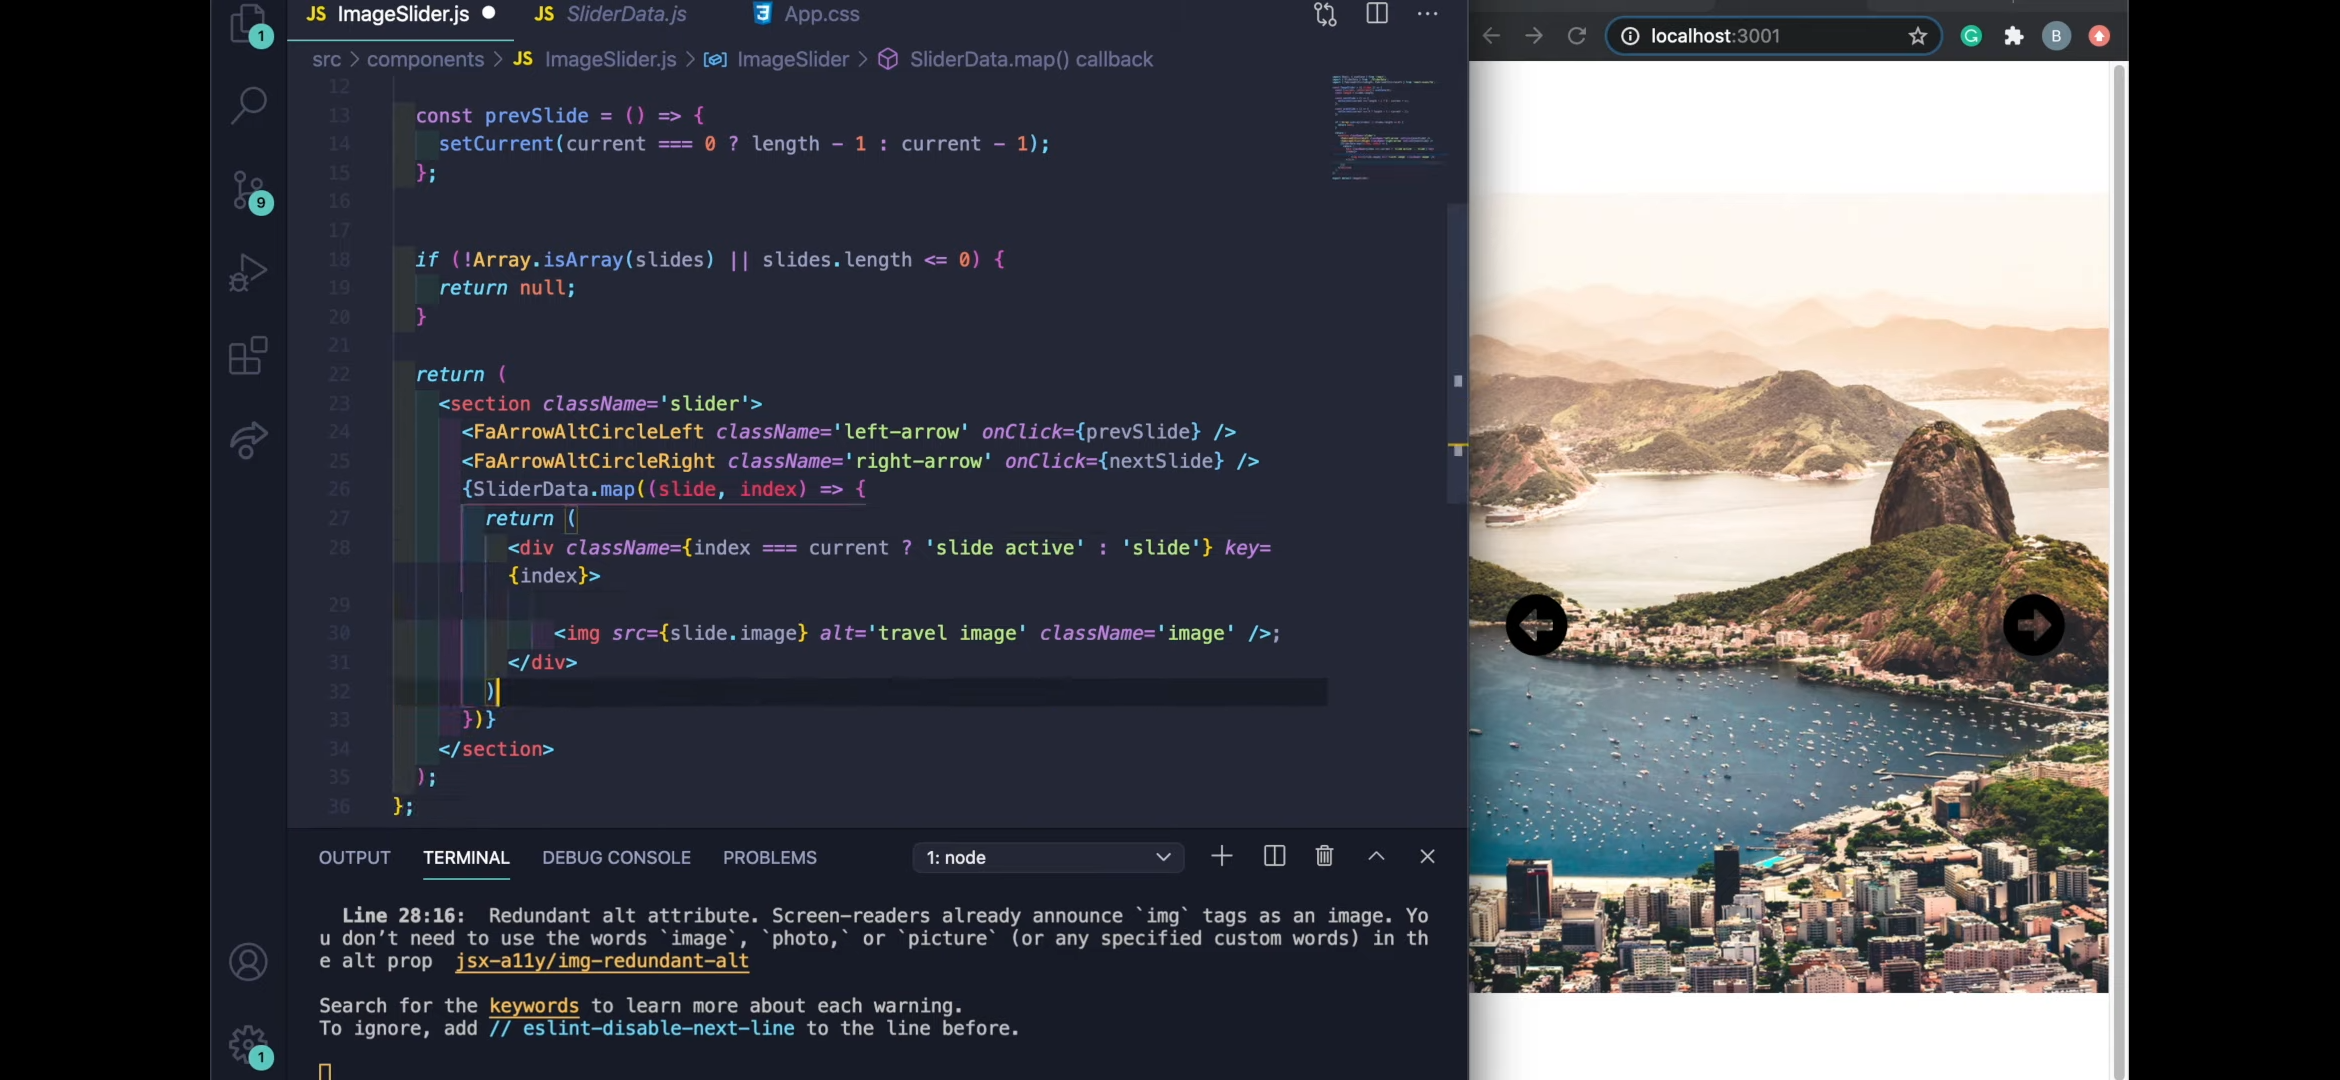 JS ImageSlider.js
JS SliderData.js
App.css
src > components > JS ImageSlider.js > ImageSlider > SliderData.map() callback
12
13 const prevSlide = () => {
14 setCurrent(current === 0 ? length - 1 : current - 1);
15 };
16
17
18 if (!Array.isArray(slides) || slides.length <= 0) {
19 return null;
20 }
21
22 return (
23 <section className='slider'>
24 <FaArrowAltCircleLeft className='left-arrow' onClick={prevSlide} />
25 <FaArrowAltCircleRight className='right-arrow' onClick={nextSlide} />
26 {SliderData.map((slide, index) => {
27 return (
28 <div className={index === current ? 'slide active' : 'slide'} key=
{index}>
29
30 <img src={slide.image} alt='travel image' className='image' />;
31 </div>
32 )
33 })}
34 </section>
35 );
36 };
OUTPUT TERMINAL DEBUG CONSOLE PROBLEMS 1: node
Line 28:16: Redundant alt attribute. Screen-readers already announce `img` tags as an image. Yo
u don't need to use the words `image`, `photo,` or `picture` (or any specified custom words) in th
e alt prop jsx-a11y/img-redundant-alt
Search for the keywords to learn more about each warning.
To ignore, add // eslint-disable-next-line to the line before.
1
9
1
localhost:3001
G
B